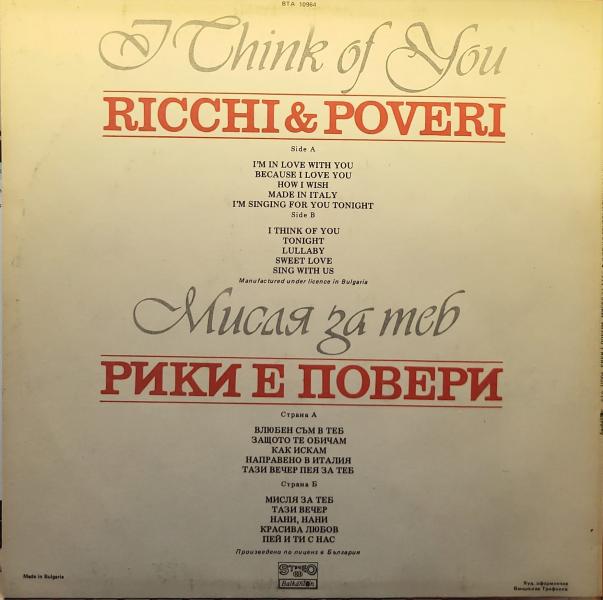 BTA 10964
I Think of You
RICCHI & POVERI
Side A
I'M IN LOVE WITH YOU
BECAUSE I LOVE YOU
HOW I WISH
MADE IN ITALY
I'M SINGING FOR YOU TONIGHT
Side B
I THINK OF YOU
TONIGHT
LULLABY
SWEET LOVE
SING WITH US
Manufactured under licence in Bulgaria
Мисля за теб
РИКИ Е ПОВЕРИ
Страна А
ВЛЮБЕН СЪМ В ТЕБ
ЗАЩОТО ТЕ ОБИЧАМ
КАК ИСКАМ
НАПРАВЕНО В ИТАЛИЯ
ТАЗИ ВЕЧЕР ПЕЯ ЗА ТЕБ
Страна Б
МИСЛЯ ЗА ТЕБ
ТАЗИ ВЕЧЕР
НАНИ, НАНИ
КРАСИВА ЛЮБОВ
ПЕЙ И ТИ С НАС
Произведено по лиценз в България
STEREO
Balkanton
Made in Bulgaria
Худ. оформление